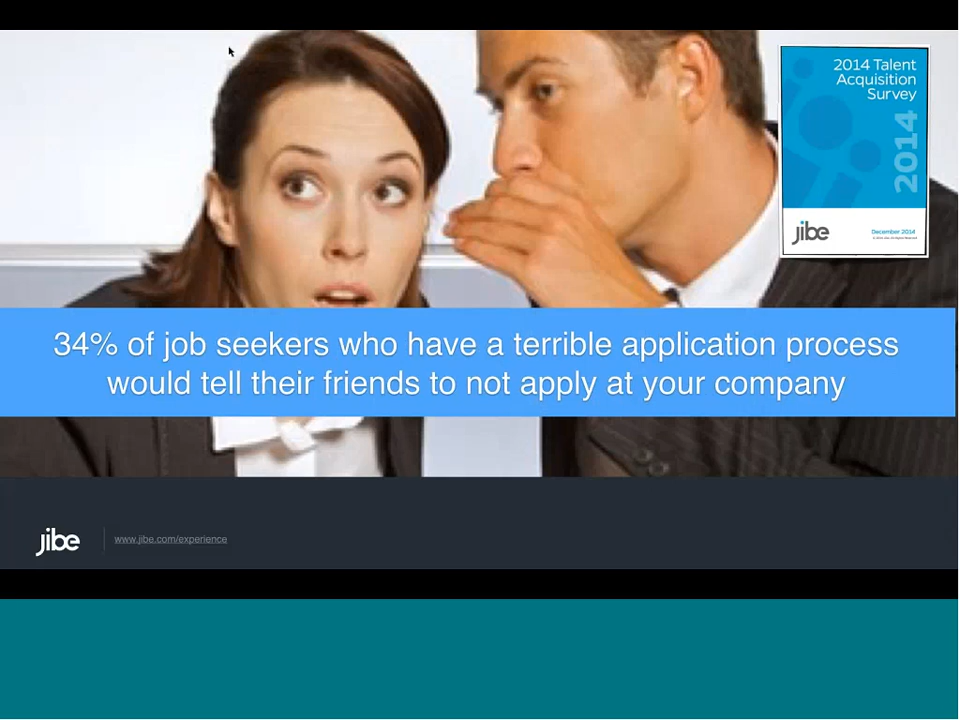 2014 Talent
Acquisition
Survey
2014
jibe
December 2014
34% of job seekers who have a terrible application process
would tell their friends to not apply at your company
jibe
www.jibe.com/experience